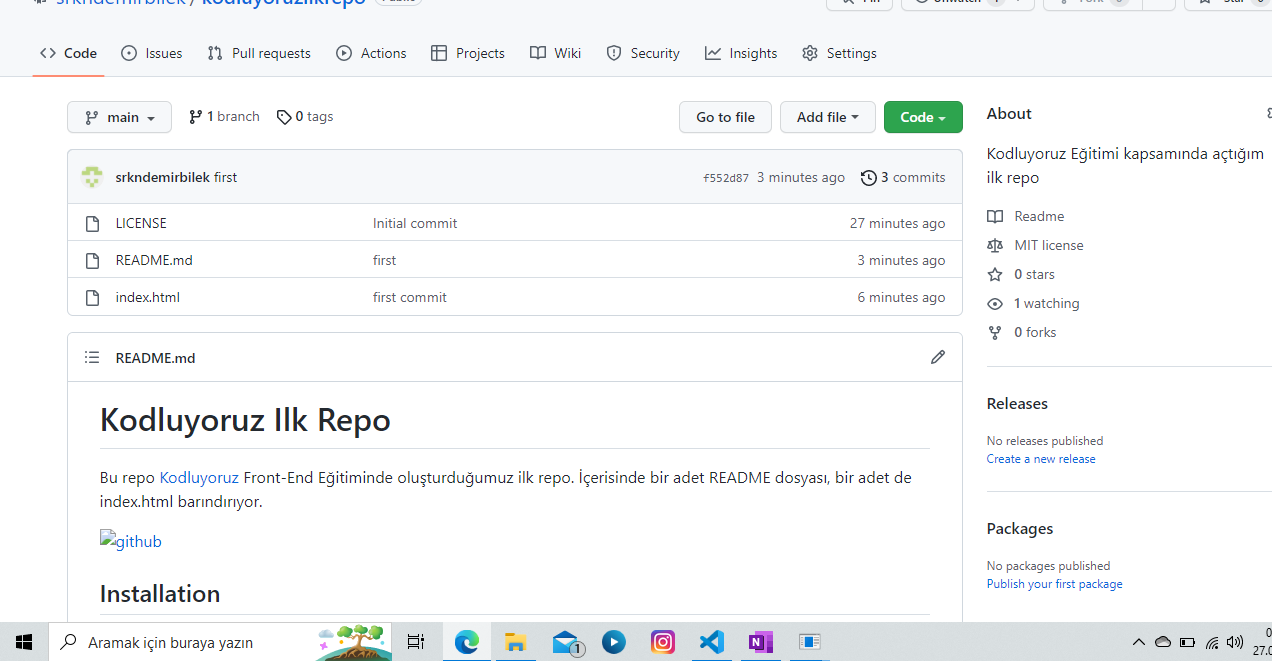 srkndemirbilek / kodluyoruzilkrepo Public
Pin Unwatch 1 Fork 0 Star 0
Code Issues Pull requests Actions Projects Wiki Security Insights Settings
main 1 branch 0 tags Go to file Add file Code
srkndemirbilek first f552d87 3 minutes ago 3 commits
LICENSE Initial commit 27 minutes ago
README.md first 3 minutes ago
index.html first commit 6 minutes ago
README.md
Kodluyoruz Ilk Repo
Bu repo Kodluyoruz Front-End Eğitiminde oluşturduğumuz ilk repo. İçerisinde bir adet README dosyası, bir adet de
index.html barındırıyor.
github
Installation
About
Kodluyoruz Eğitimi kapsamında açtığım
ilk repo
Readme
MIT license
0 stars
1 watching
0 forks
Releases
No releases published
Create a new release
Packages
No packages published
Publish your first package
Aramak için buraya yazın
1
N